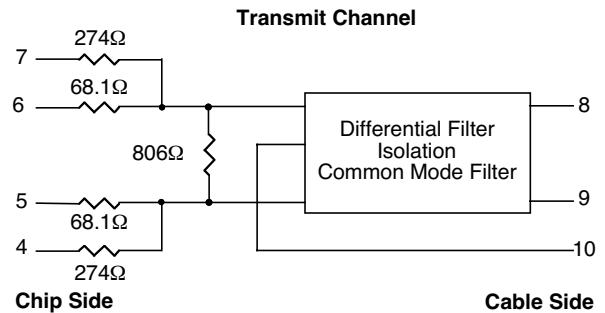 Transmit Channel
274Ω
7
68.1Ω
6
8
Differential Filter
Isolation
Common Mode Filter
806Ω
5
9
68.1Ω
4
10
274Ω
Chip Side
Cable Side